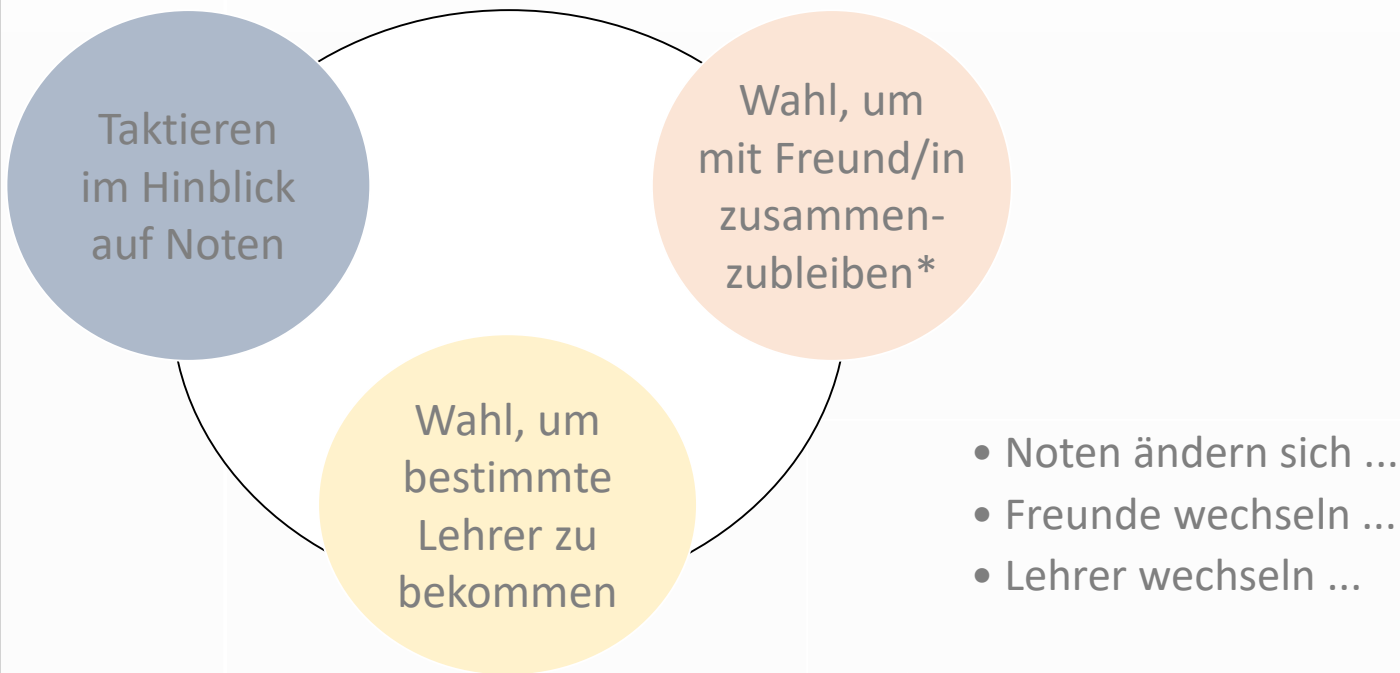 Taktieren
im Hinblick
auf Noten
Wahl, um
mit Freund/in
zusammen-
zubleiben*
Wahl, um
bestimmte
Lehrer zu
bekommen
• Noten ändern sich ...
• Freunde wechseln ...
• Lehrer wechseln ...